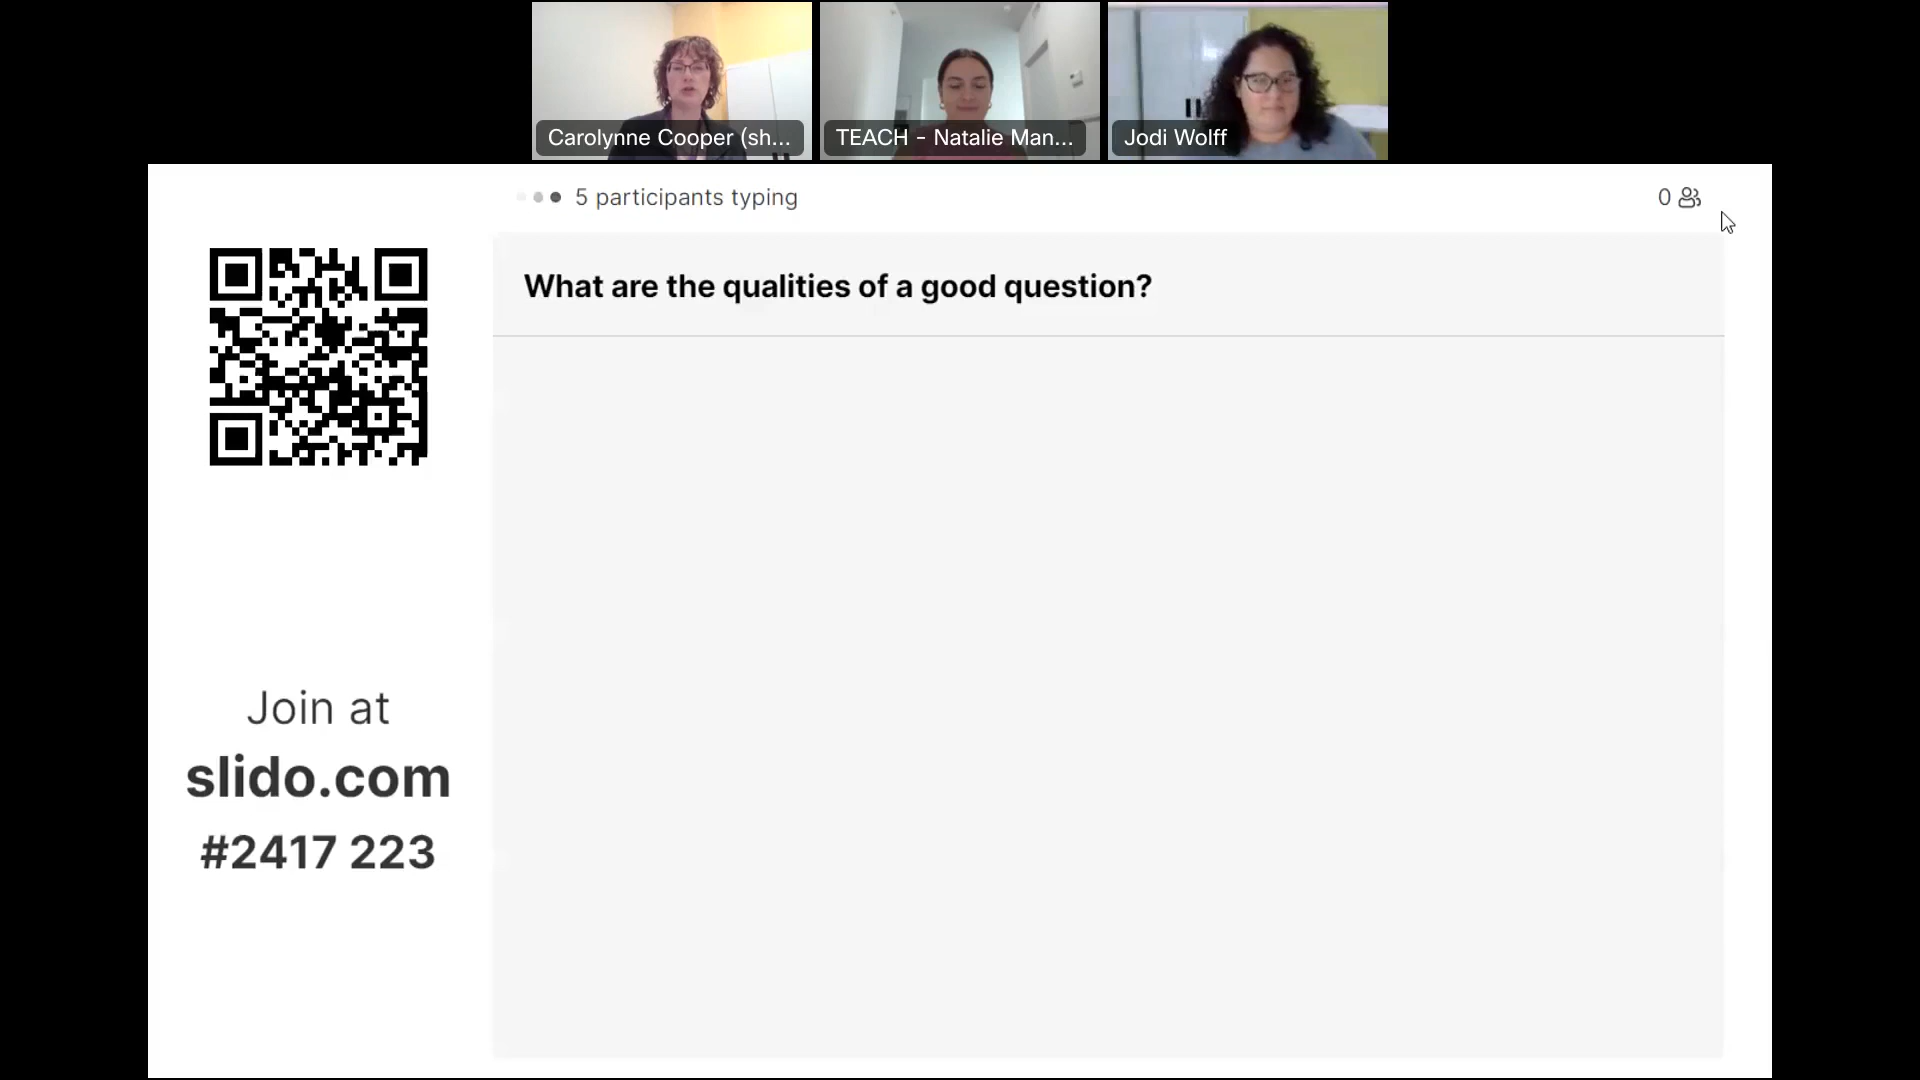 Carolynne Cooper (sh...
TEACH - Natalie Man...
Jodi Wolff
5 participants typing
0
What are the qualities of a good question?
Join at
slido.com
#2417 223